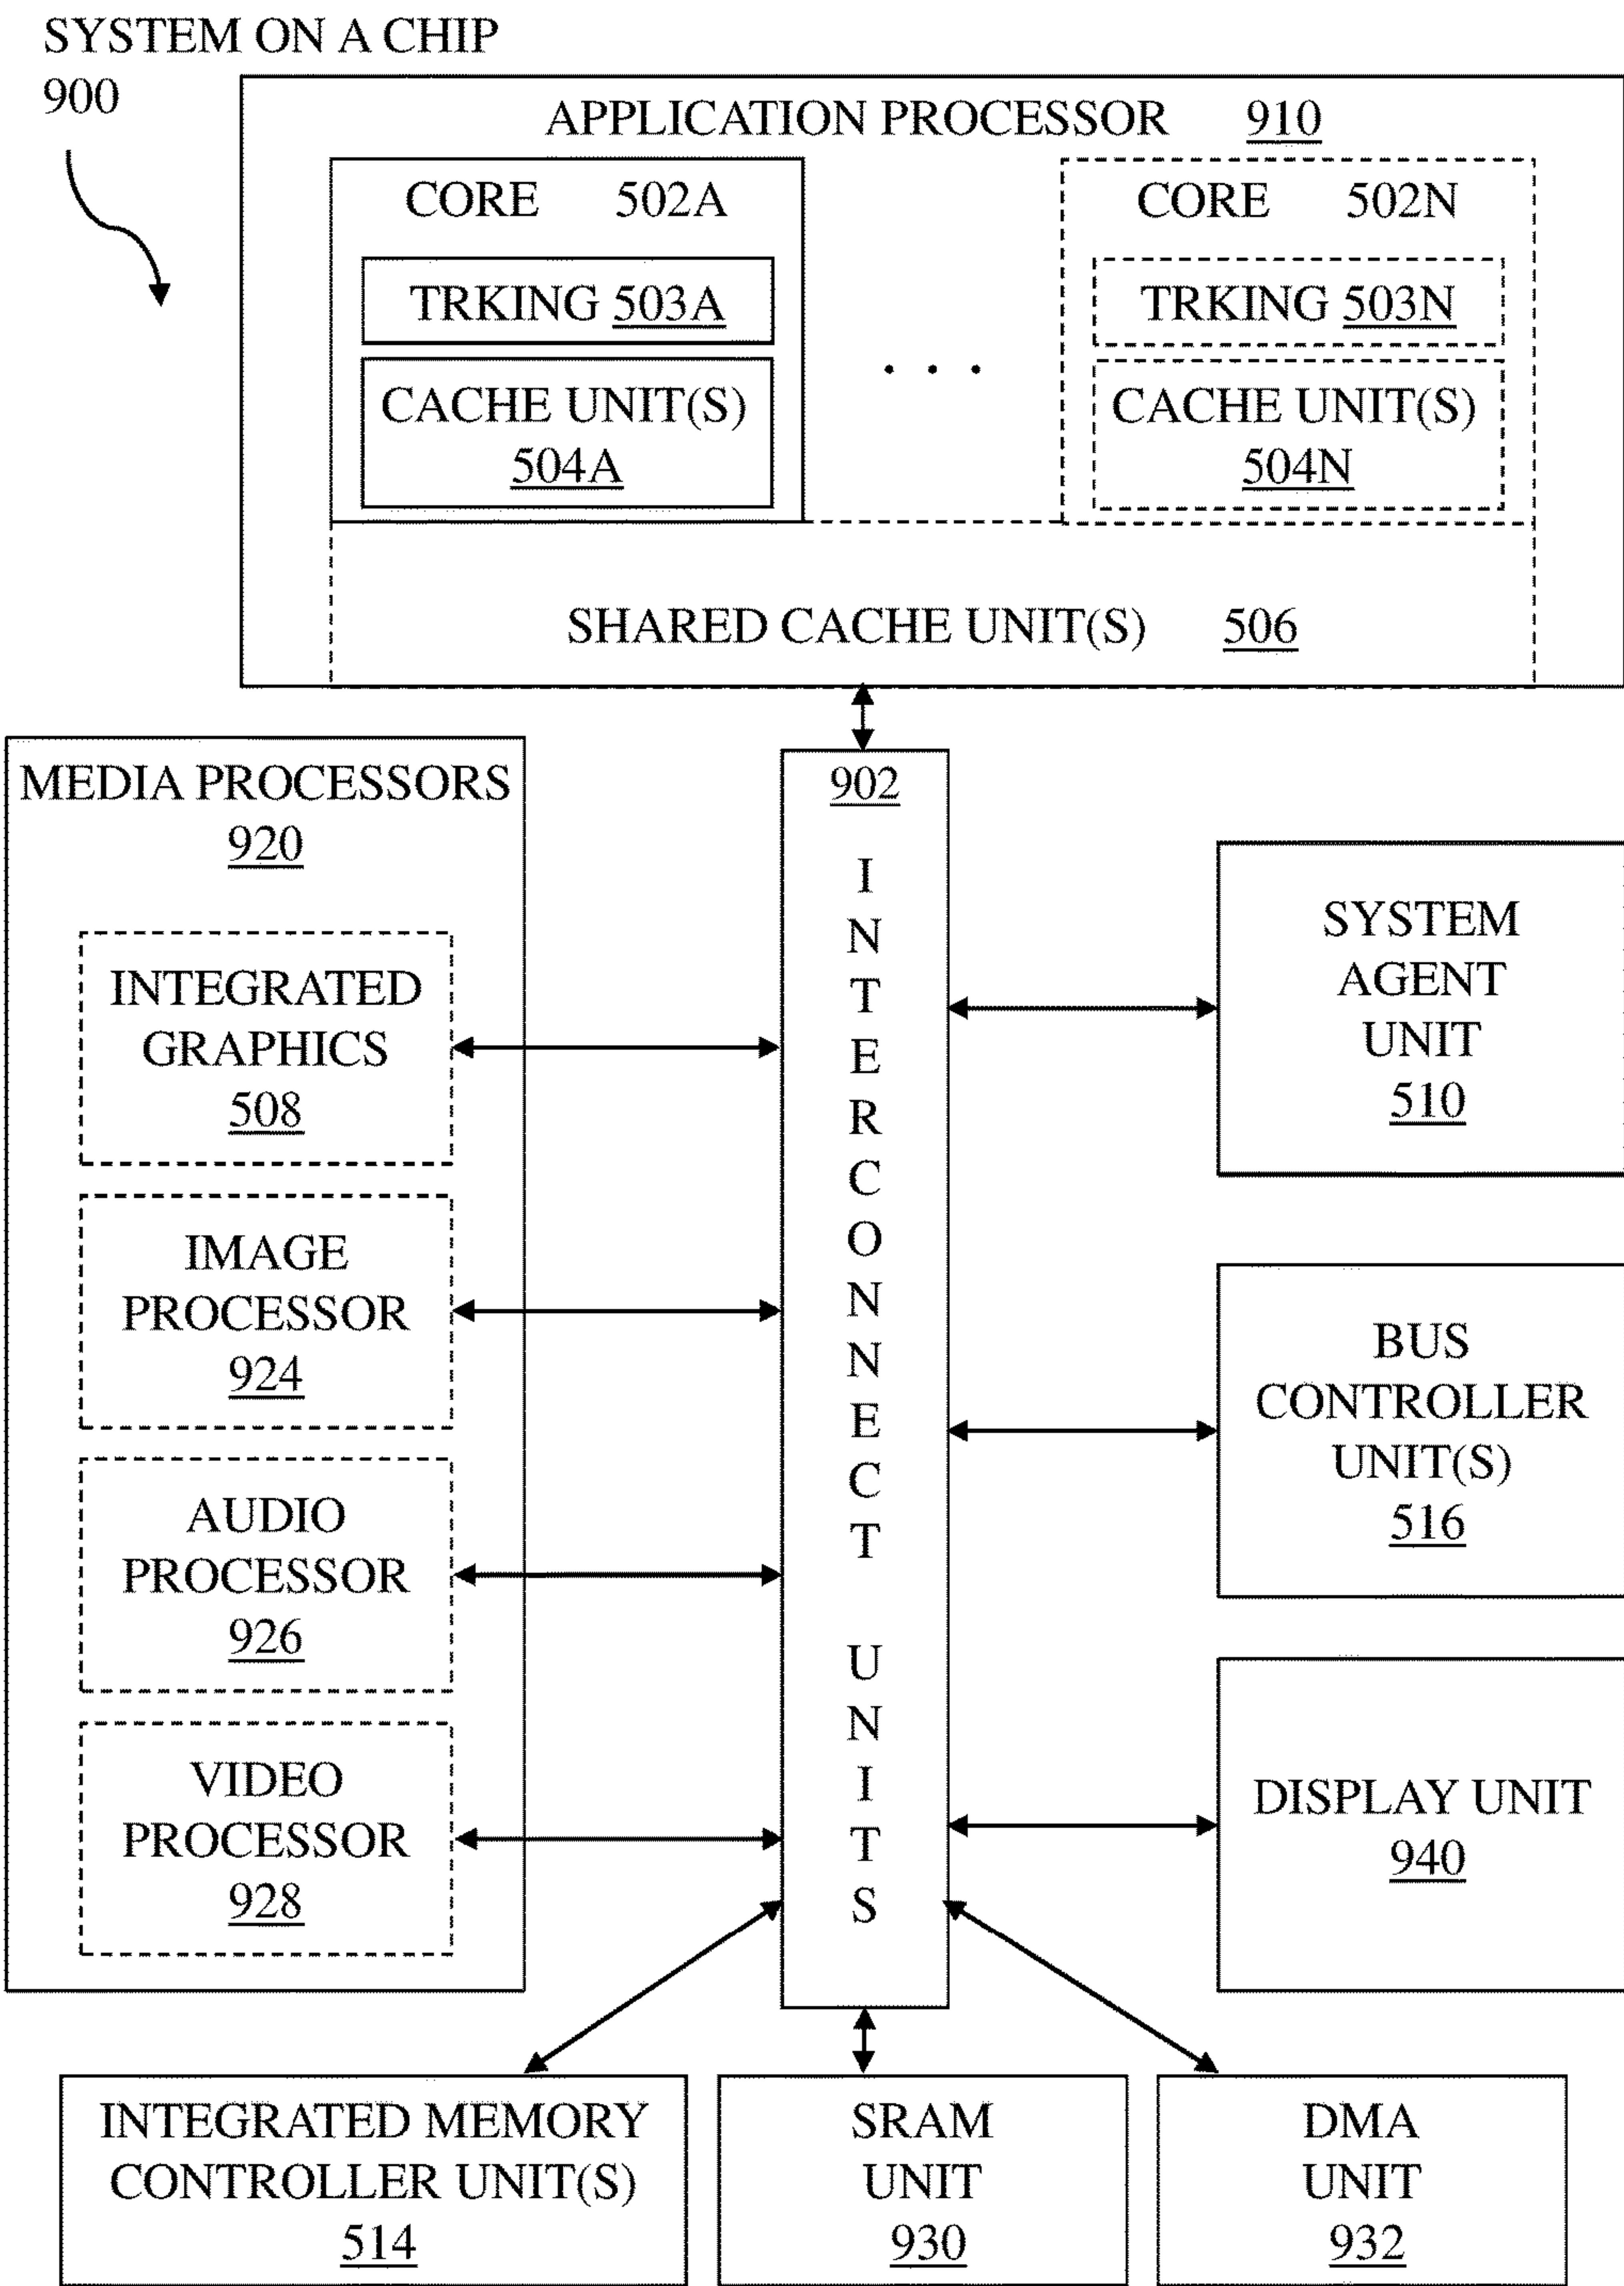 SYSTEM ON A CHIP
900
APPLICATION PROCESSOR 910
CORE 502A
TRKING 503A
CACHE UNIT(S)
504A
. . .
CORE 502N
TRKING 503N
CACHE UNIT(S)
504N
SHARED CACHE UNIT(S) 506
MEDIA PROCESSORS
920
INTEGRATED
GRAPHICS
508
IMAGE
PROCESSOR
924
AUDIO
PROCESSOR
926
VIDEO
PROCESSOR
928
902
INTERCONNECT UNITS
SYSTEM
AGENT
UNIT
510
BUS
CONTROLLER
UNIT(S)
516
DISPLAY UNIT
940
INTEGRATED MEMORY
CONTROLLER UNIT(S)
514
SRAM
UNIT
930
DMA
UNIT
932